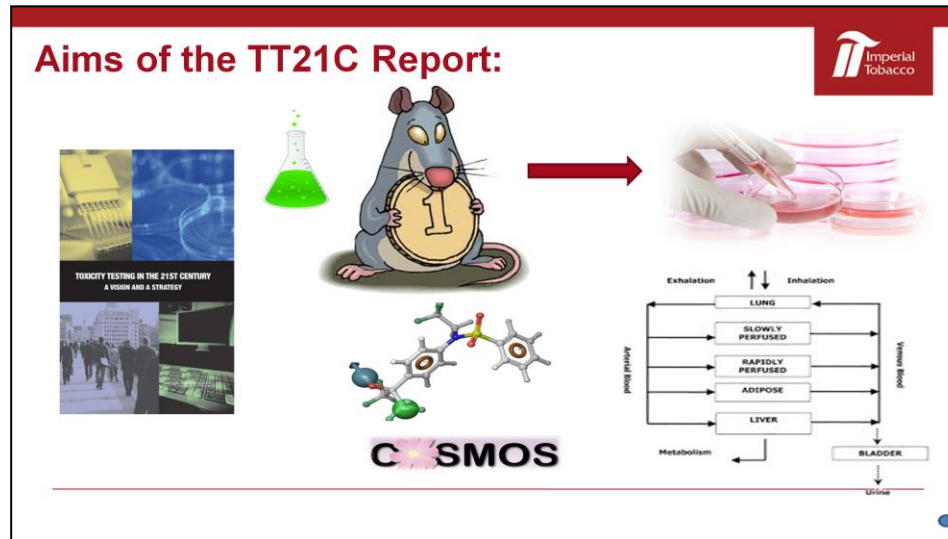 Aims of the TT21C Report:
Imperial
Tobacco
TOXICITY TESTING IN THE 21ST CENTURY
A VISION AND A STRATEGY
1
COSMOS
Exhalation
Inhalation
LUNG
SLOWLY
PERFUSED
RAPIDLY
PERFUSED
ADIPOSE
LIVER
Arterial Blood
Venous Blood
Metabolism
BLADDER
Urine